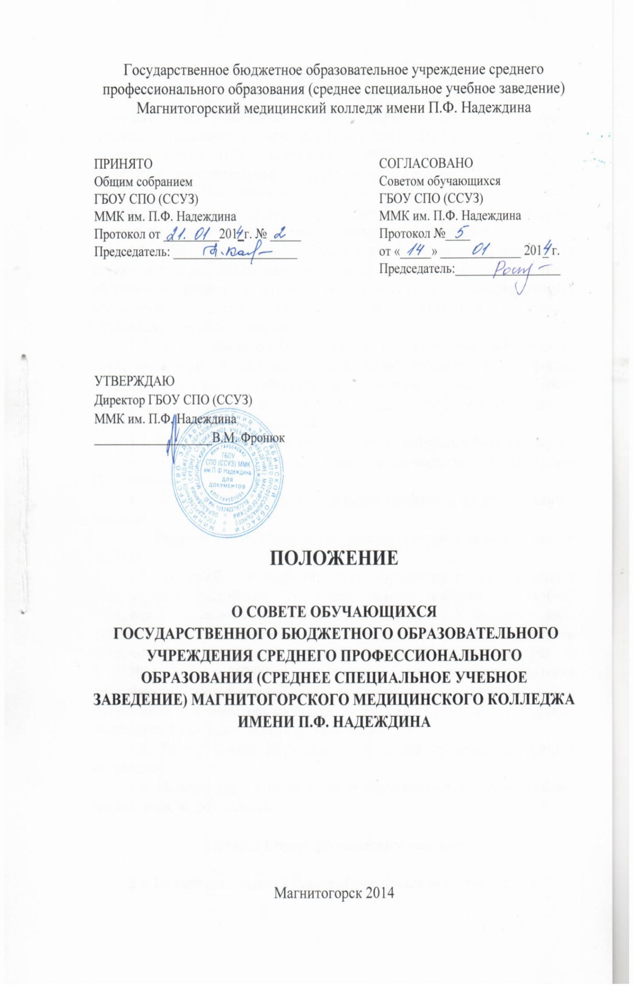 Государственное бюджетное образовательное учреждение среднего
профессионального образования (среднее специальное учебное заведение)
Магнитогорский медицинский колледж имени П.Ф. Надеждина
ПРИНЯТО
Общим собранием
ГБОУ СПО (ССУЗ)
ММК им. П.Ф. Надеждина
Протокол от 21. 01 2014 г. № 2
Председатель:
СОГЛАСОВАНО
Советом обучающихся
ГБОУ СПО (ССУЗ)
ММК им. П.Ф. Надеждина
Протокол № 5
от « 14 » 01 2014 г.
Председатель:
УТВЕРЖДАЮ
Директор ГБОУ СПО (ССУЗ)
ММК им. П.Ф. Надеждина
В.М. Фронюк
МИНИСТЕРСТВО ЗДРАВООХРАНЕНИЯ ЧЕЛЯБИНСКОЙ ОБЛАСТИ
ГОСУДАРСТВЕННОЕ БЮДЖЕТНОЕ ОБРАЗОВАТЕЛЬНОЕ УЧРЕЖДЕНИЕ СРЕДНЕГО ПРОФЕССИОНАЛЬНОГО
ОБРАЗОВАНИЯ (СРЕДНЕЕ СПЕЦИАЛЬНОЕ УЧЕБНОЕ ЗАВЕДЕНИЕ) МАГНИТОГОРСКИЙ
МЕДИЦИНСКИЙ КОЛЛЕДЖ ИМЕНИ П.Ф НАДЕЖДИНА
ИНН 7445040642
ГБОУ
СПО (ССУЗ) ММК
им П Ф Надеждина
ДЛЯ
ДОКУМЕНТОВ
КПП 744501001
ОГРН 1037402167219
ПОЛОЖЕНИЕ
О СОВЕТЕ ОБУЧАЮЩИХСЯ
ГОСУДАРСТВЕННОГО БЮДЖЕТНОГО ОБРАЗОВАТЕЛЬНОГО
УЧРЕЖДЕНИЯ СРЕДНЕГО ПРОФЕССИОНАЛЬНОГО
ОБРАЗОВАНИЯ (СРЕДНЕЕ СПЕЦИАЛЬНОЕ УЧЕБНОЕ
ЗАВЕДЕНИЕ) МАГНИТОГОРСКОГО МЕДИЦИНСКОГО КОЛЛЕДЖА
ИМЕНИ П.Ф. НАДЕЖДИНА
Магнитогорск 2014